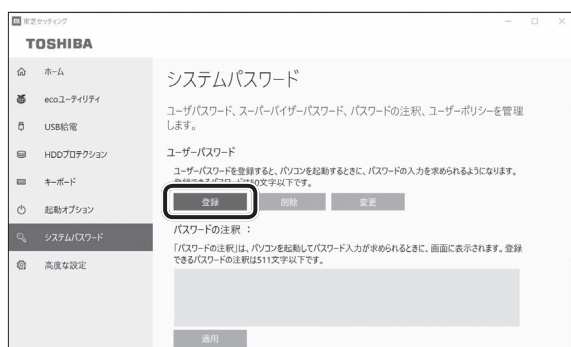 東芝セッティング
TOSHIBA
ホーム
ecoユーティリティ
USB給電
HDDプロテクション
キーボード
起動オプション
システムパスワード
高度な設定
システムパスワード
ユーザパスワード、スーパーバイザーパスワード、パスワードの注釈、ユーザーポリシーを管理
します。
ユーザーパスワード
ユーザーパスワードを登録すると、パソコンを起動するときに、パスワードの入力を求められるようになります。
登録できるパスワードは50文字以下です。
登録
削除
変更
パスワードの注釈 :
「パスワードの注釈」は、パソコンを起動してパスワード入力が求められるときに、画面に表示されます。登録
できるパスワードの注釈は511文字以下です。
適用